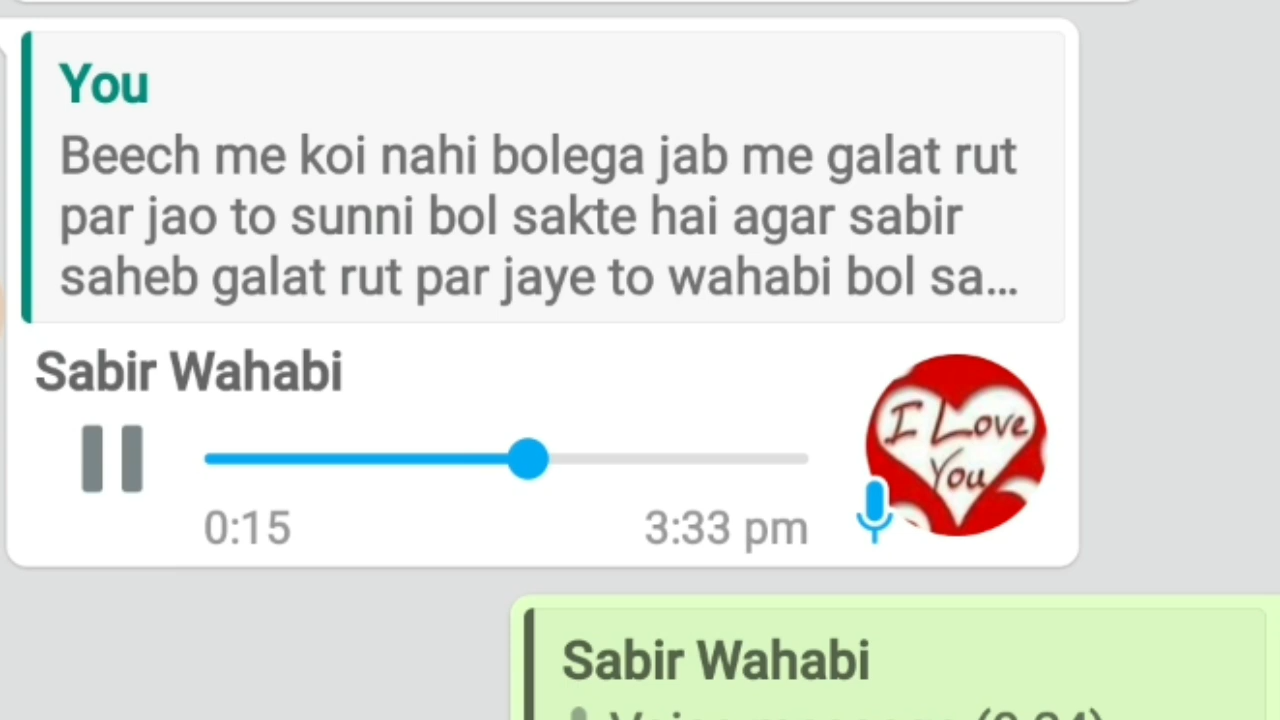 You
Beech me koi nahi bolega jab me galat rut
par jao to sunni bol sakte hai agar sabir
saheb galat rut par jaye to wahabi bol sa...
Sabir Wahabi
I Love
You
0:15
3:33 pm
Sabir Wahabi